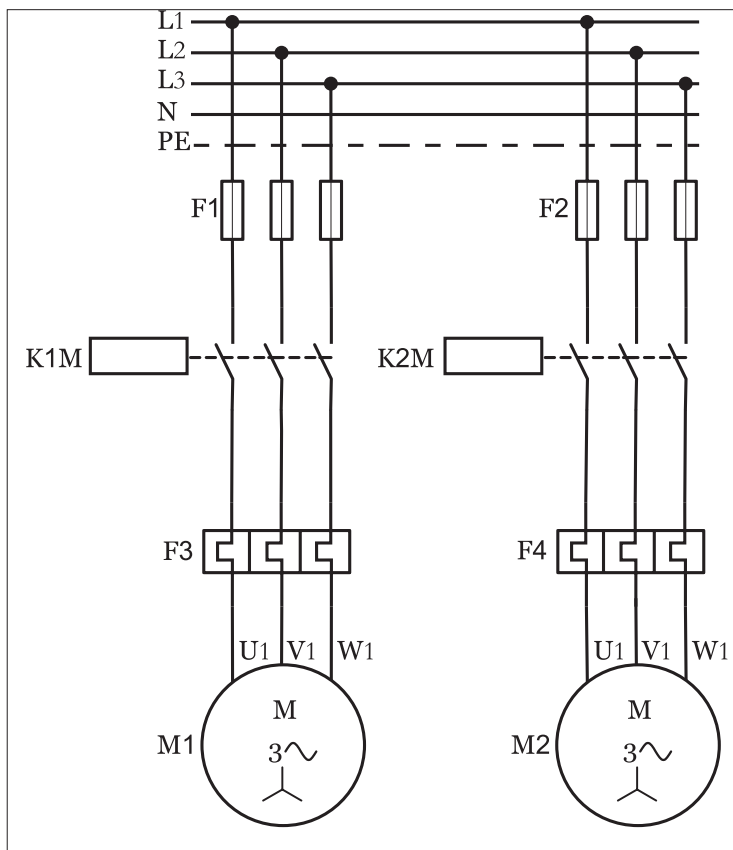 L1
L2
L3
N
PE
F1 F2
K1M K2M
F3 F4
U1 V1 W1 U1 V1 W1
M M
M1 3 M2 3